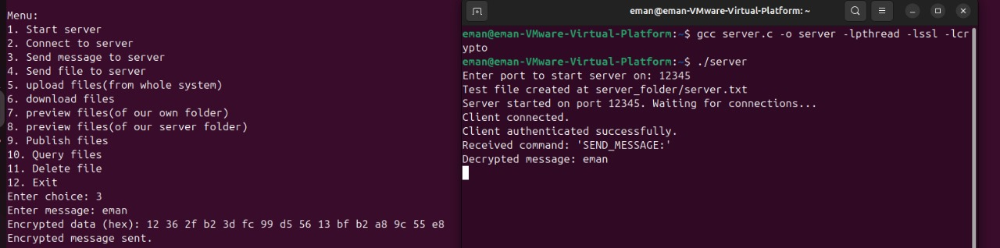 Menu:
1. Start server
2. Connect to server
3. Send message to server
4. Send file to server
5. upload files(from whole system)
6. download files
7. preview files(of our own folder)
8. preview files(of our server folder)
9. Publish files
10. Query files
11. Delete file
12. Exit
Enter choice: 3
Enter message: eman
Encrypted data (hex): 12 36 2f b2 3d fc 99 d5 56 13 bf b2 a8 9c 55 e8
Encrypted message sent.
eman@eman-VMware-Virtual-Platform: ~
eman@eman-VMware-Virtual-Platform:~$ gcc server.c -o server -lpthread -lssl -lcr
ypto
eman@eman-VMware-Virtual-Platform:~$ ./server
Enter port to start server on: 12345
Test file created at server_folder/server.txt
Server started on port 12345. Waiting for connections...
Client connected.
Client authenticated successfully.
Received command: 'SEND_MESSAGE:'
Decrypted message: eman